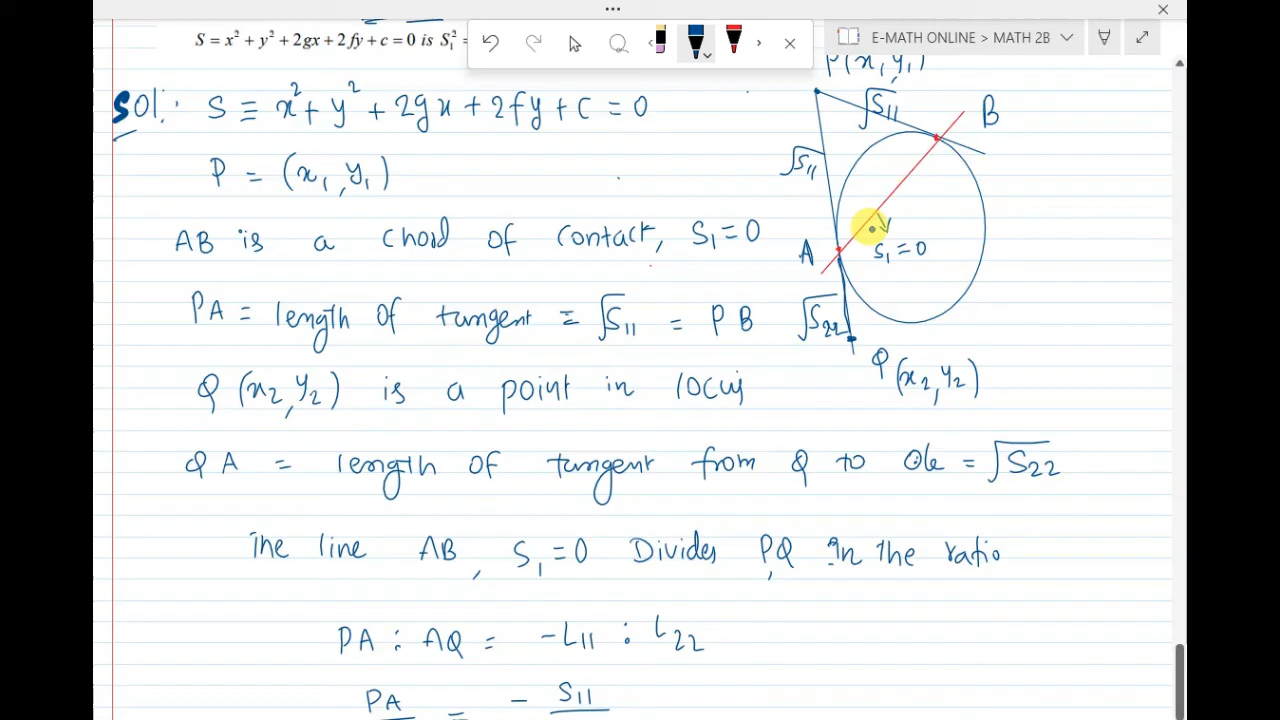 S = x² + y² + 2gx + 2fy + c = 0 is S₁² =
E-MATH ONLINE > MATH 2B
Sol: S ≡ x² + y² + 2gx + 2fy + c = 0
P = (x₁, y₁)
AB is a chord of contact, S₁ = 0
PA = length of tangent = √S₁₁ = PB
Q (x₂, y₂) is a point in locus
QA = length of tangent from Q to Ole = √S₂₂
The line AB, S₁ = 0 Divides PQ in the ratio
PA : AQ = -L₁₁ : L₂₂
PA = - S₁₁
P(x₁, y₁)
√S₁₁
B
√S₁₁
A
S₁ = 0
√S₂₂
Q (x₂, y₂)